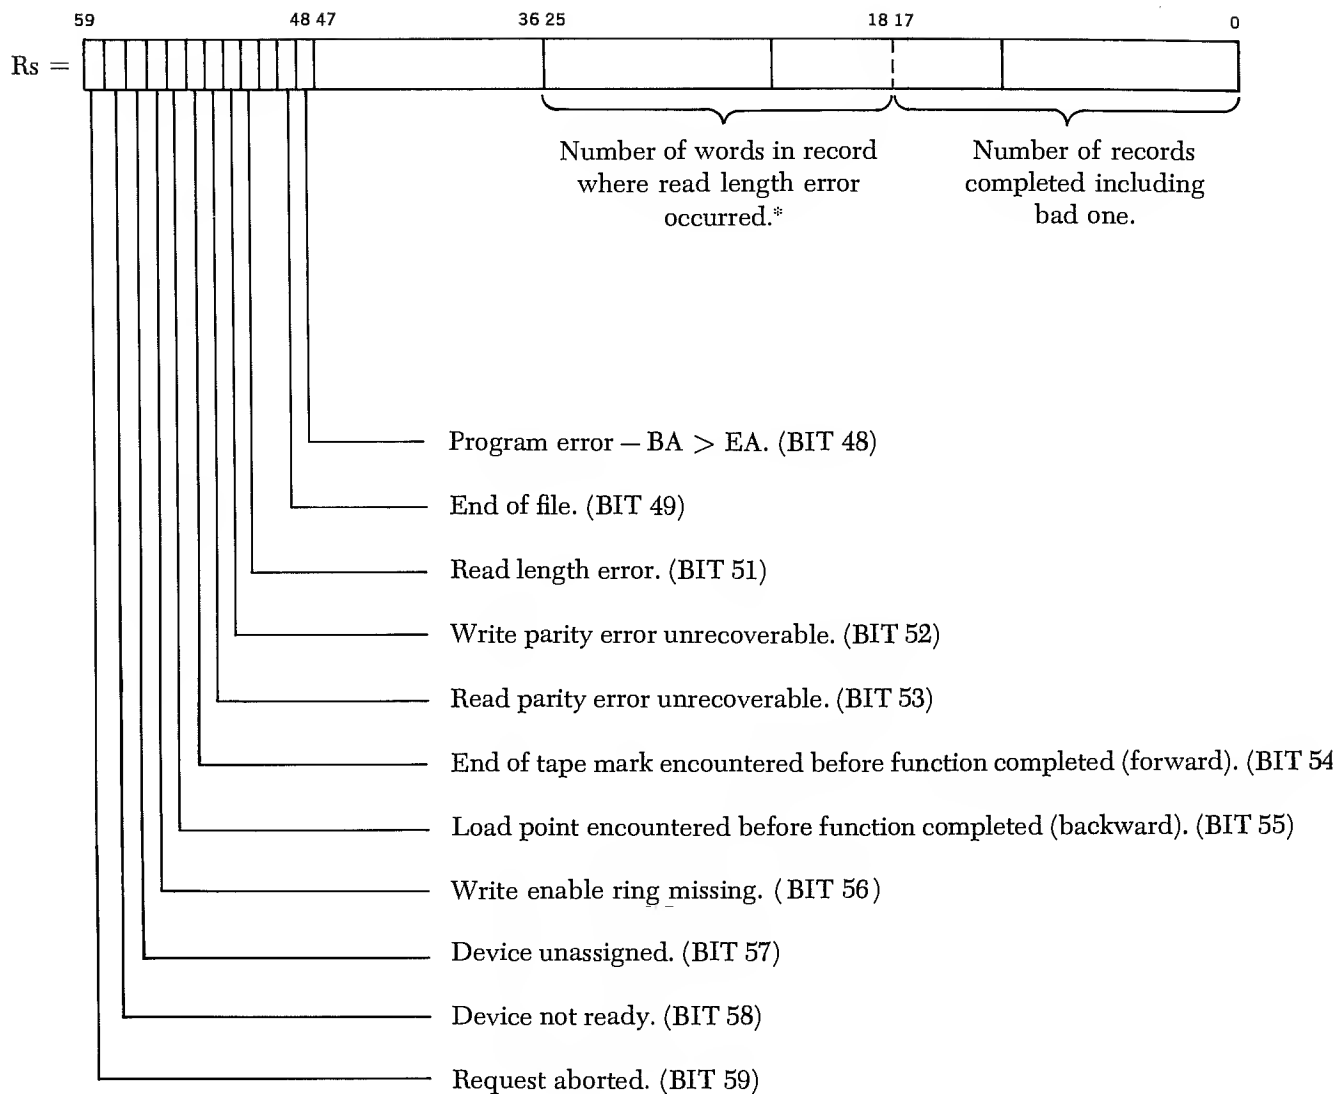 59 48 47 36 25 18 17 0
Rs =
Number of words in record
where read length error
occurred.*
Number of records
completed including
bad one.
Program error — BA > EA. (BIT 48)
End of file. (BIT 49)
Read length error. (BIT 51)
Write parity error unrecoverable. (BIT 52)
Read parity error unrecoverable. (BIT 53)
End of tape mark encountered before function completed (forward). (BIT 54
Load point encountered before function completed (backward). (BIT 55)
Write enable ring missing. (BIT 56)
Device unassigned. (BIT 57)
Device not ready. (BIT 58)
Request aborted. (BIT 59)